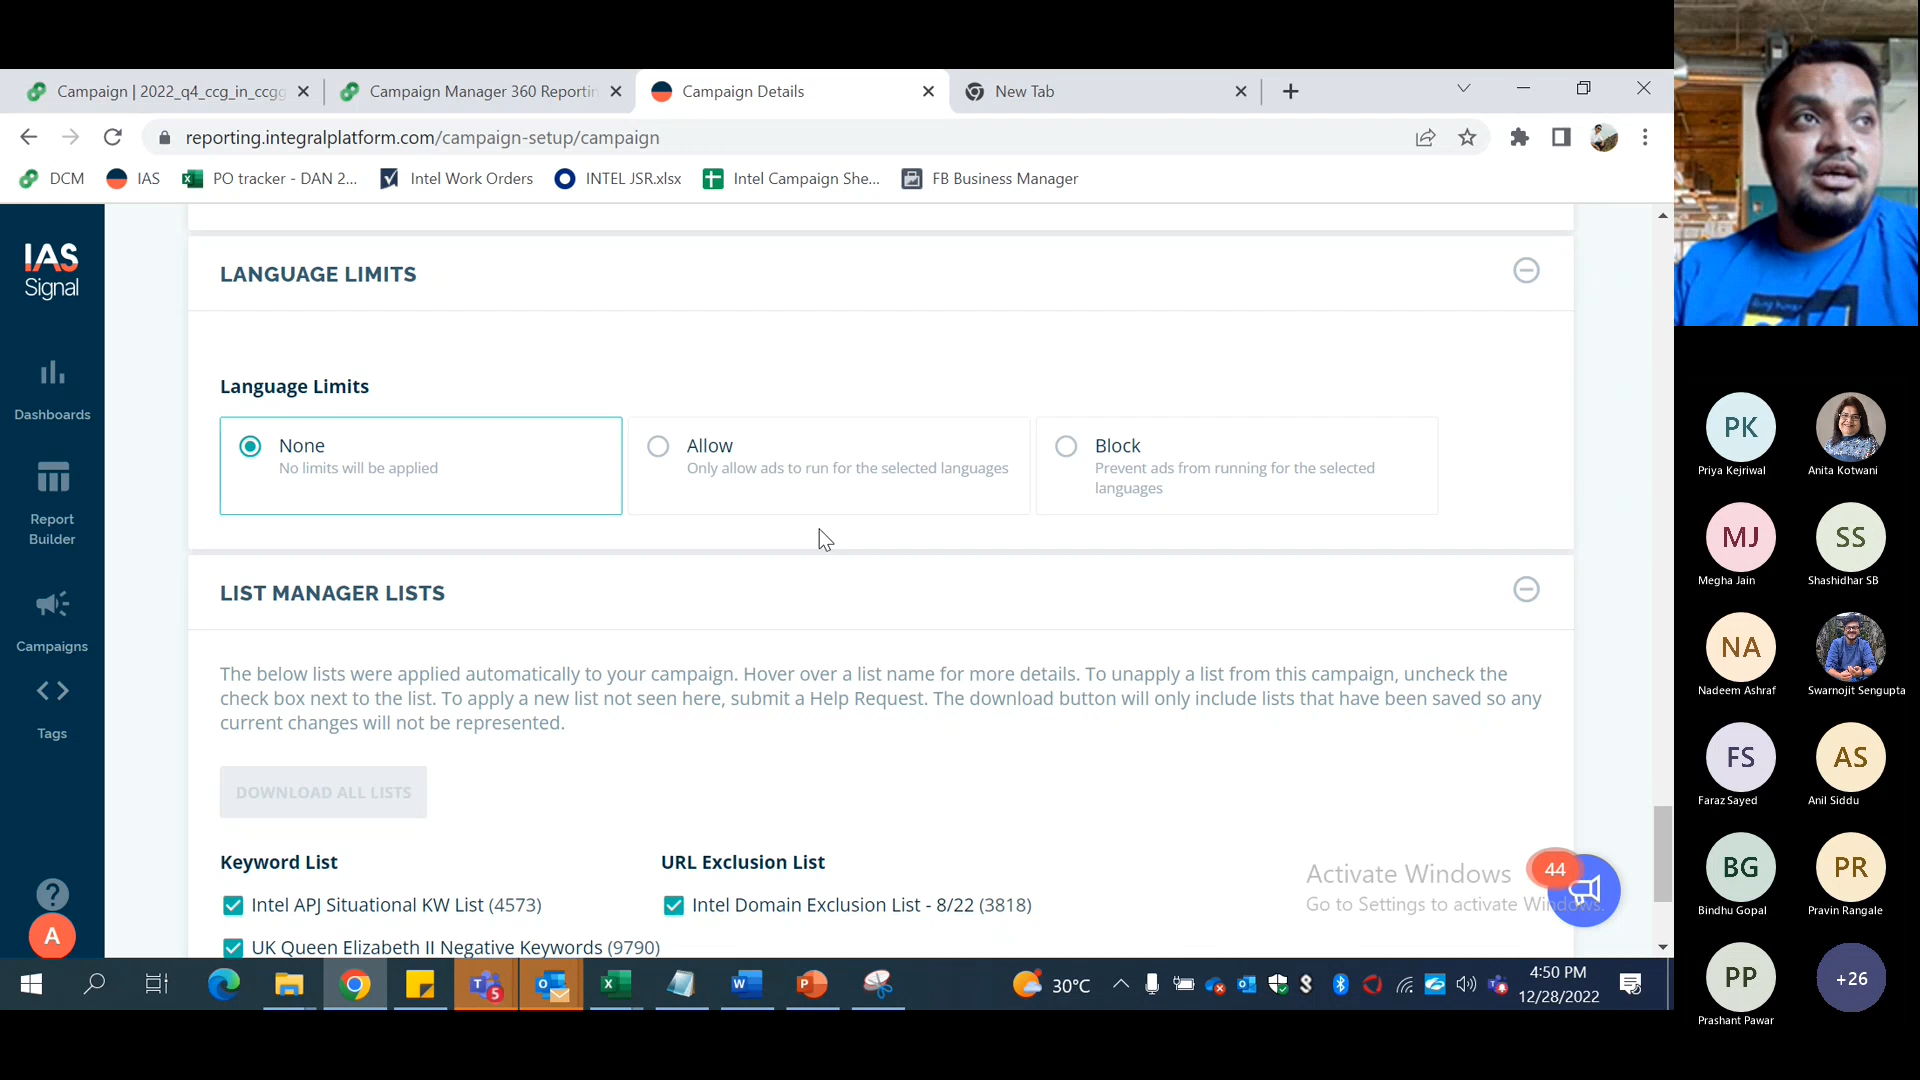 Campaign | 2022_q4_ccg_in_ccgg
Campaign Manager 360 Reportin
Campaign Details
New Tab
reporting.integralplatform.com/campaign-setup/campaign
DCM
IAS
PO tracker - DAN 2...
Intel Work Orders
INTEL JSR.xlsx
Intel Campaign She...
FB Business Manager
IAS
Signal
Dashboards
Report
Builder
Campaigns
Tags
A
LANGUAGE LIMITS
Language Limits
None
No limits will be applied
Allow
Only allow ads to run for the selected languages
Block
Prevent ads from running for the selected
languages
LIST MANAGER LISTS
The below lists were applied automatically to your campaign. Hover over a list name for more details. To unapply a list from this campaign, uncheck the
check box next to the list. To apply a new list not seen here, submit a Help Request. The download button will only include lists that have been saved so any
current changes will not be represented.
DOWNLOAD ALL LISTS
Keyword List
URL Exclusion List
Intel APJ Situational KW List (4573)
Intel Domain Exclusion List - 8/22 (3818)
UK Queen Elizabeth II Negative Keywords (9790)
Activate Windows
Go to Settings to activate Windows.
44
30°C
4:50 PM
12/28/2022
PK
Priya Kejriwal
Anita Kotwani
MJ
Megha Jain
SS
Shashidhar SB
NA
Nadeem Ashraf
Swarnojit Sengupta
FS
Faraz Sayed
AS
Anil Siddu
BG
Bindhu Gopal
PR
Pravin Rangale
PP
Prashant Pawar
+26